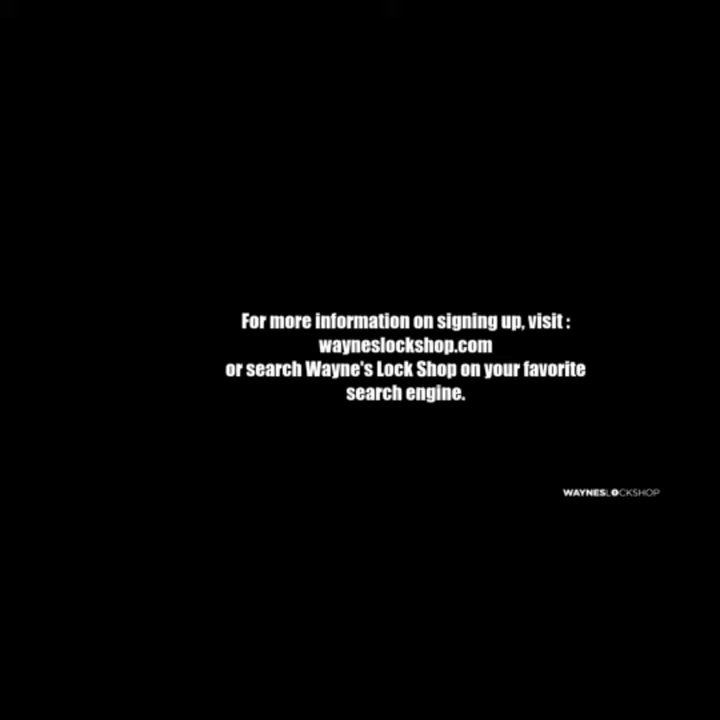 For more information on signing up, visit :
wayneslockshop.com
or search Wayne's Lock Shop on your favorite
search engine.
WAYNESLOCKSHOP